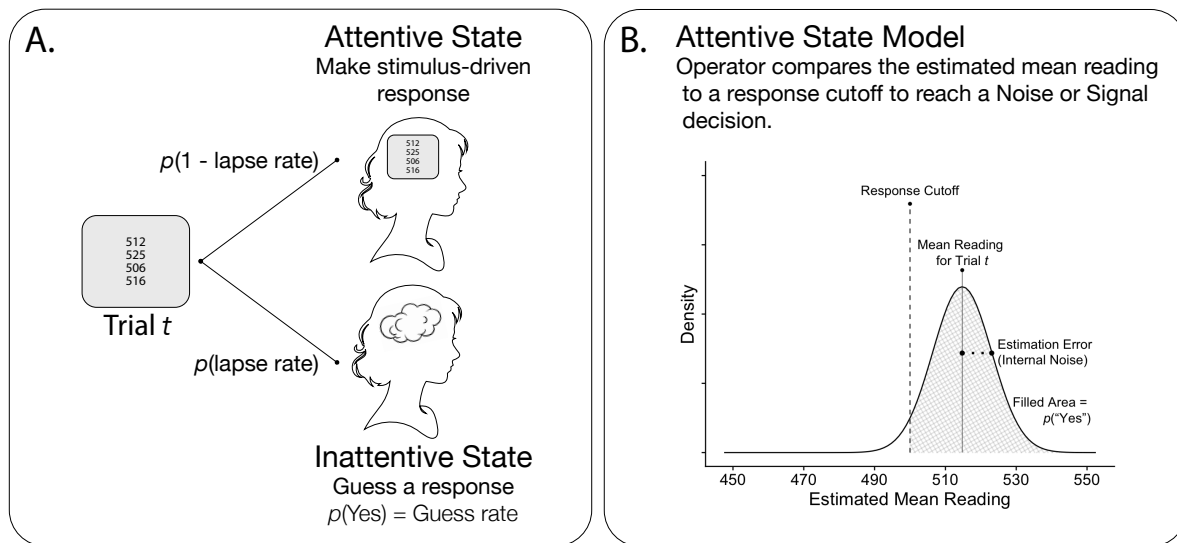 A.
Attentive State
Make stimulus-driven
response
512
525
506
516
p(1 - lapse rate)
512
525
506
516
Trial t
p(lapse rate)
Inattentive State
Guess a response
p(Yes) = Guess rate
B.
Attentive State Model
Operator compares the estimated mean reading
to a response cutoff to reach a Noise or Signal
decision.
Response Cutoff
Mean Reading
for Trial t
Density
Estimation Error
(Internal Noise)
Filled Area =
p(“Yes”)
450 470 490 510 530 550
Estimated Mean Reading